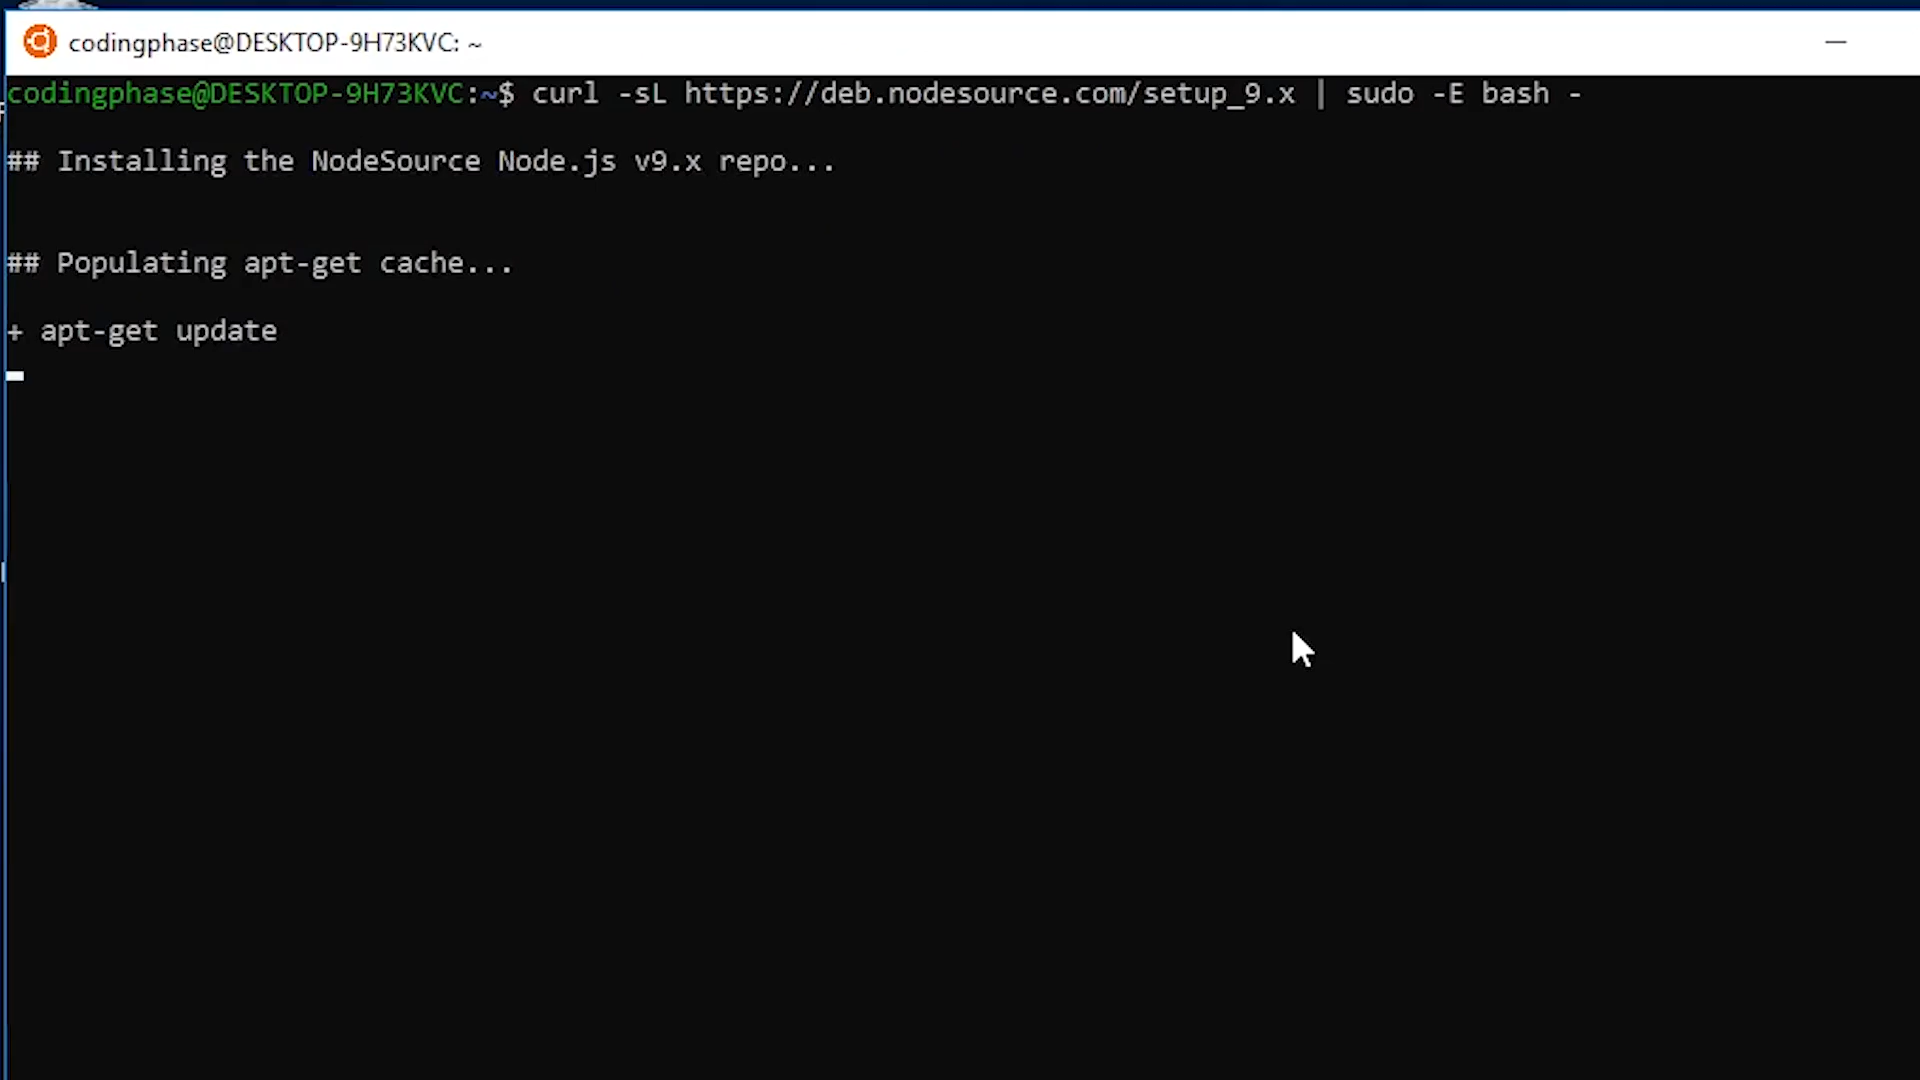 codingphase@DESKTOP-9H73KVC: ~
codingphase@DESKTOP-9H73KVC:~$ curl -sL https://deb.nodesource.com/setup_9.x | sudo -E bash -
## Installing the NodeSource Node.js v9.x repo...
## Populating apt-get cache...
+ apt-get update